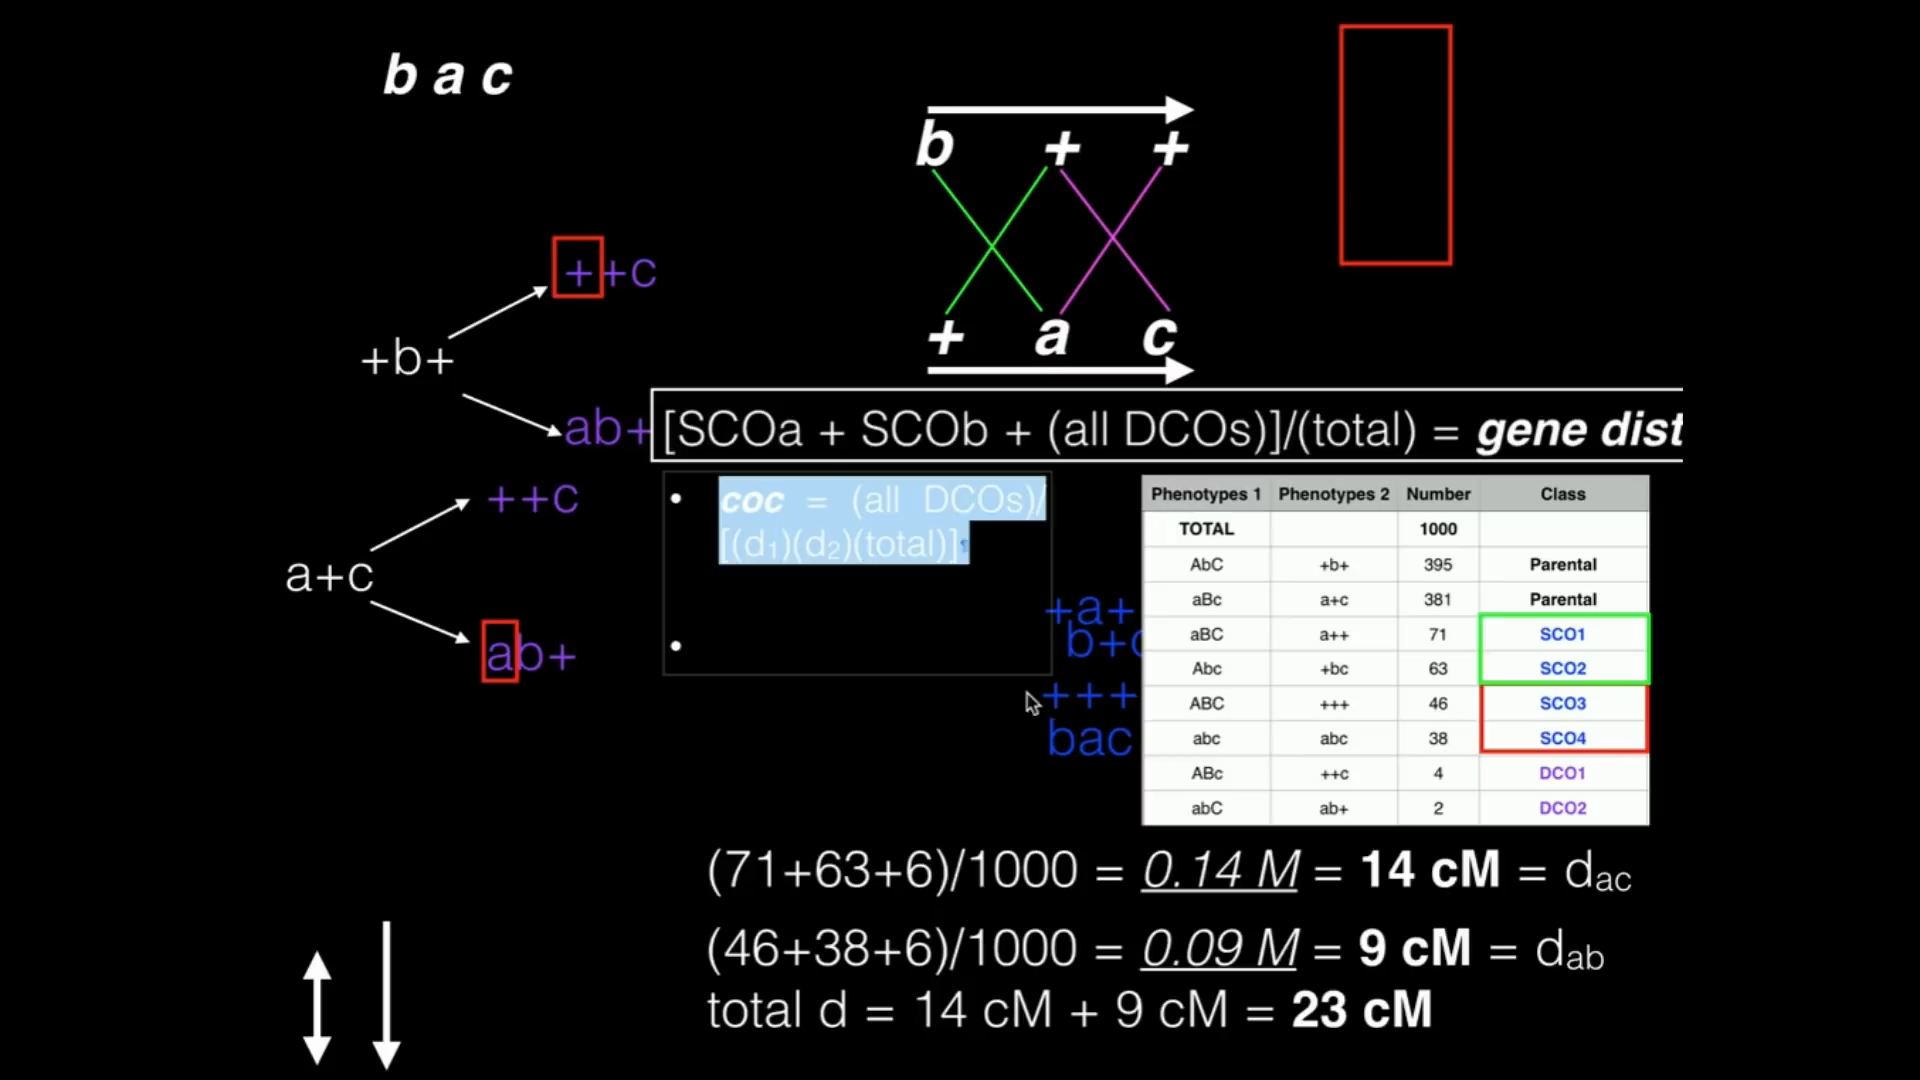 b a c
b + +
+ a c
++c
+b+
ab+
[SCOa + SCOb + (all DCOs)]/(total) = gene dist
++c
a+c
ab+
• coc = (all DCOs)/
[(d1)(d2)(total)]¶
•
+a+
b+c
+++
bac
Phenotypes 1 Phenotypes 2 Number Class
TOTAL 1000
AbC +b+ 395 Parental
aBc a+c 381 Parental
aBC a++ 71 SCO1
Abc +bc 63 SCO2
ABC +++ 46 SCO3
abc abc 38 SCO4
ABc ++c 4 DCO1
abC ab+ 2 DCO2
(71+63+6)/1000 = 0.14 M = 14 cM = dac
(46+38+6)/1000 = 0.09 M = 9 cM = dab
total d = 14 cM + 9 cM = 23 cM